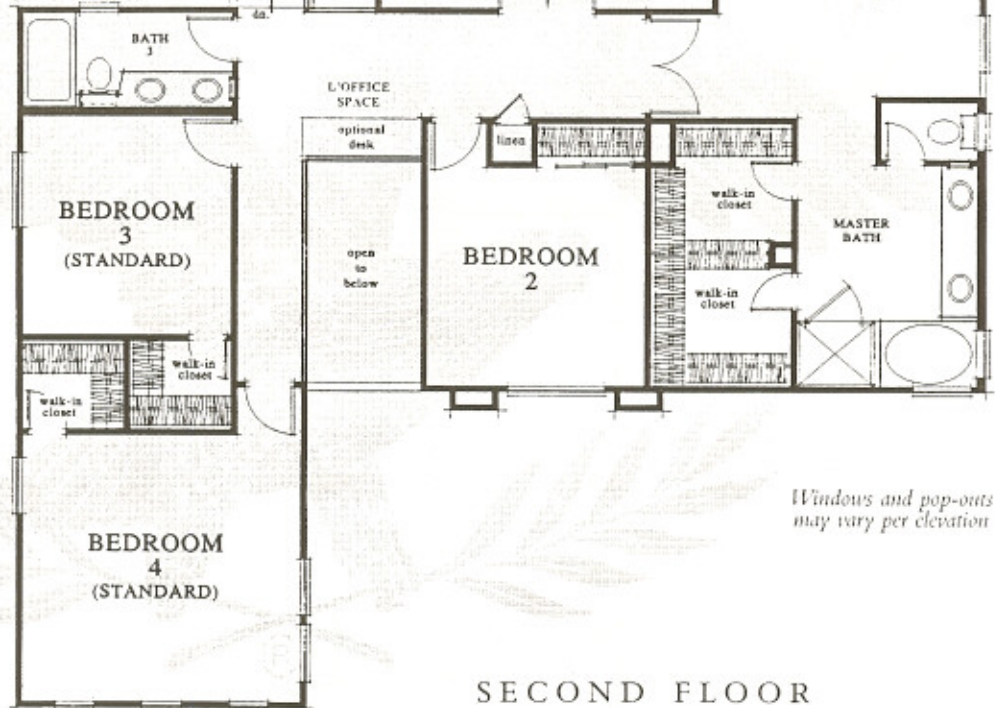 dn.
BATH
3
L'OFFICE
SPACE
optional
desk
linen
BEDROOM
3
(STANDARD)
open
to
below
BEDROOM
2
walk-in
closet
walk-in
closet
MASTER
BATH
walk-in
closet
walk-in
closet
BEDROOM
4
(STANDARD)
Windows and pop-outs
may vary per elevation
SECOND FLOOR